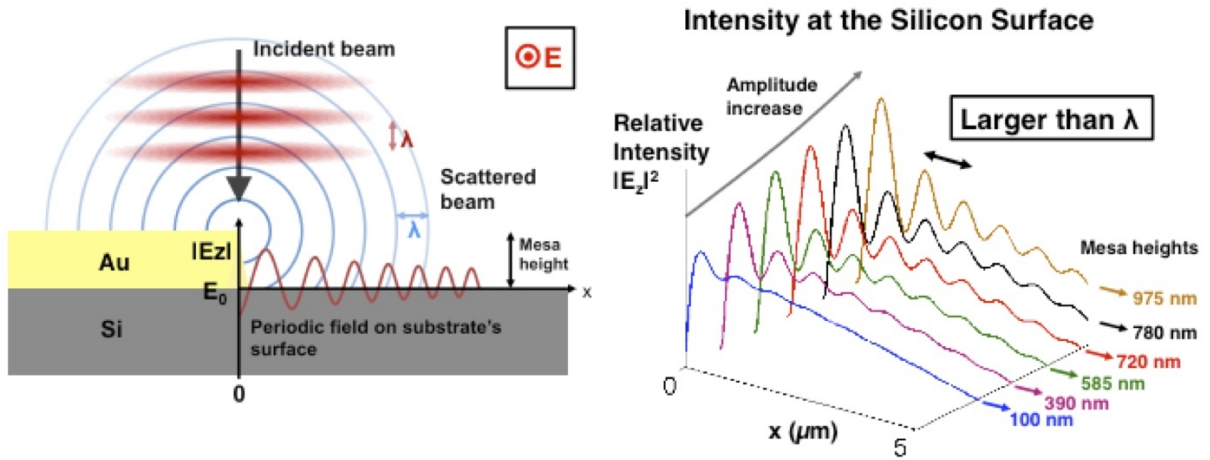 Incident beam
⊙E
λ
Scattered
beam
λ
Au
|Ez|
Mesa
height
E₀
x
Si
Periodic field on substrate's
surface
0
Intensity at the Silicon Surface
Amplitude
increase
Larger than λ
Relative
Intensity
|E_z|²
Mesa heights
975 nm
780 nm
720 nm
585 nm
390 nm
100 nm
0
x (μm)
5